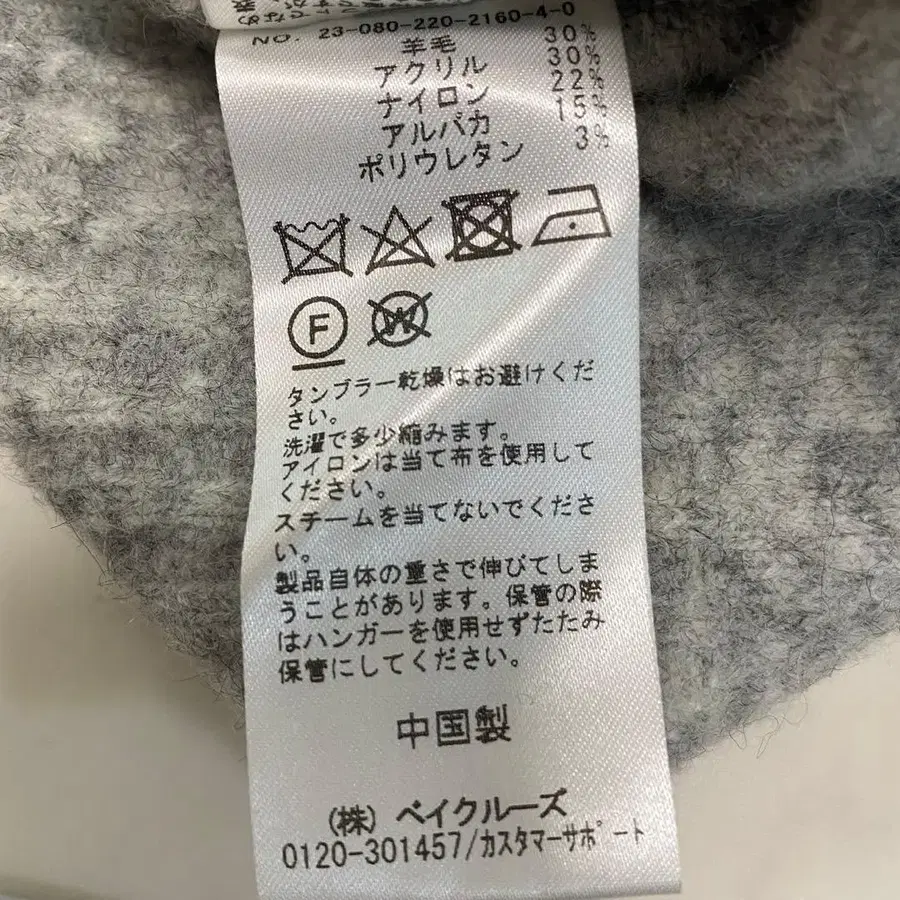 NO. 23-080-220-2160-4-0
羊毛 30%
アクリル 30%
ナイロン 22%
アルパカ 15%
ポリウレタン 3%
F
W
タンブラー乾燥はお避けくだ
さい。
洗濯で多少縮みます。
アイロンは当て布を使用して
ください。
スチームを当てないでくださ
い。
製品自体の重さで伸びてしま
うことがあります。保管の際
はハンガーを使用せずたたみ
保管にしてください。
中国製
(株) ベイクルーズ
0120-301457/カスタマーサポート